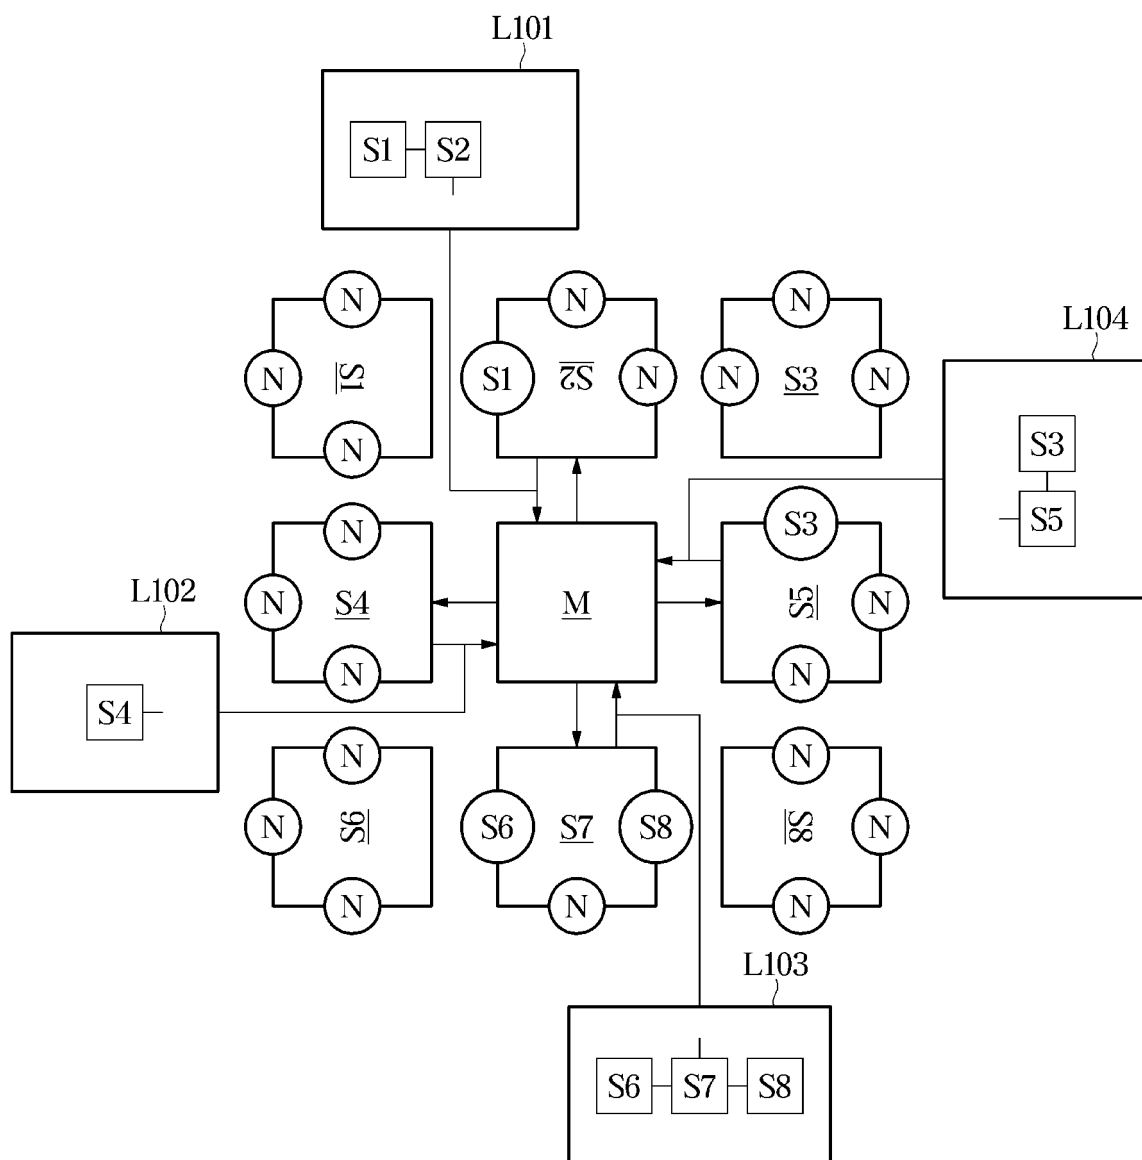 L101
S1 S2
N N N
L104
N S1 S1 S2 N N S3 N
N
S3
N S3
S5
L102
N S4 M S5 N
S4
N N
N N
N S6 S6 S7 S8 S8 N
N N N
L103
S6 S7 S8